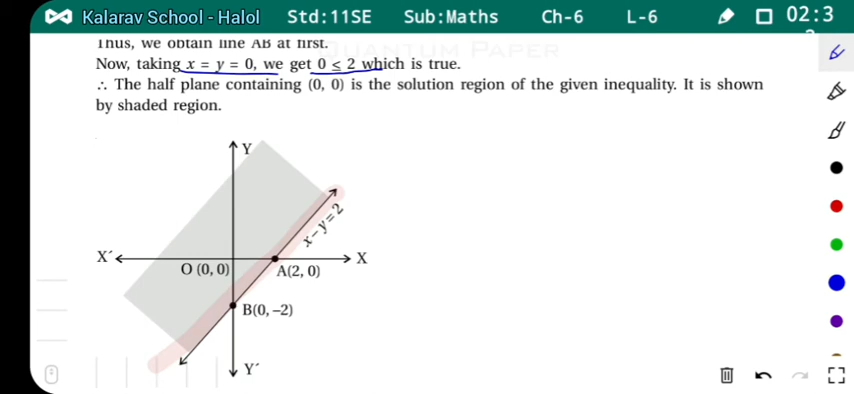 Kalarav School - Halol Std:11SE Sub:Maths Ch-6 L-6 02:3
Thus, we obtain line AB at first.
QUANTUM PAPER
Now, taking x = y = 0, we get 0 ≤ 2 which is true.
∴ The half plane containing (0, 0) is the solution region of the given inequality. It is shown
by shaded region.
Y
x – y = 2
X´
X
O (0, 0)
A(2, 0)
B(0, –2)
Y´